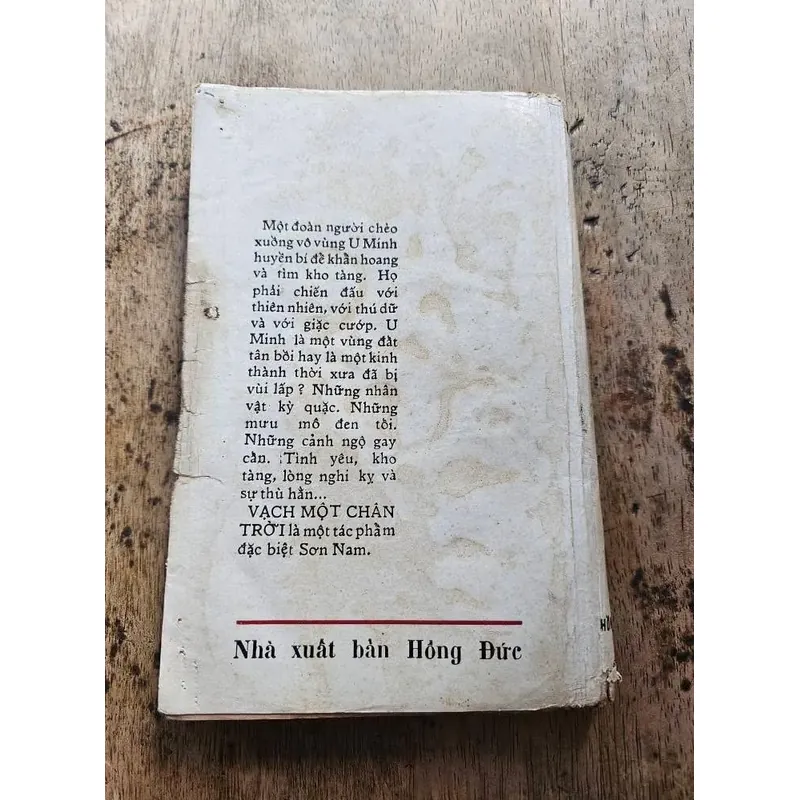 Một đoàn người chèo
xuồng vô vùng U Minh
huyền bí để khẩn hoang
và tìm kho tàng. Họ
phải chiến đấu với
thiên nhiên, với thú dữ
và với giặc cướp. U
Minh là một vùng đất
tân bồi hay là một kinh
thành thời xưa đã bị
vùi lấp ? Những nhân
vật kỳ quặc. Những
mưu mô đen tối.
Những cảnh ngộ gay
cấn. Tình yêu, kho
tàng, lòng nghi kỵ và
sự thù hằn...
VẠCH MỘT CHÂN
TRỜI là một tác phẩm
đặc biệt Sơn Nam.
Nhà xuất bản Hồng Đức